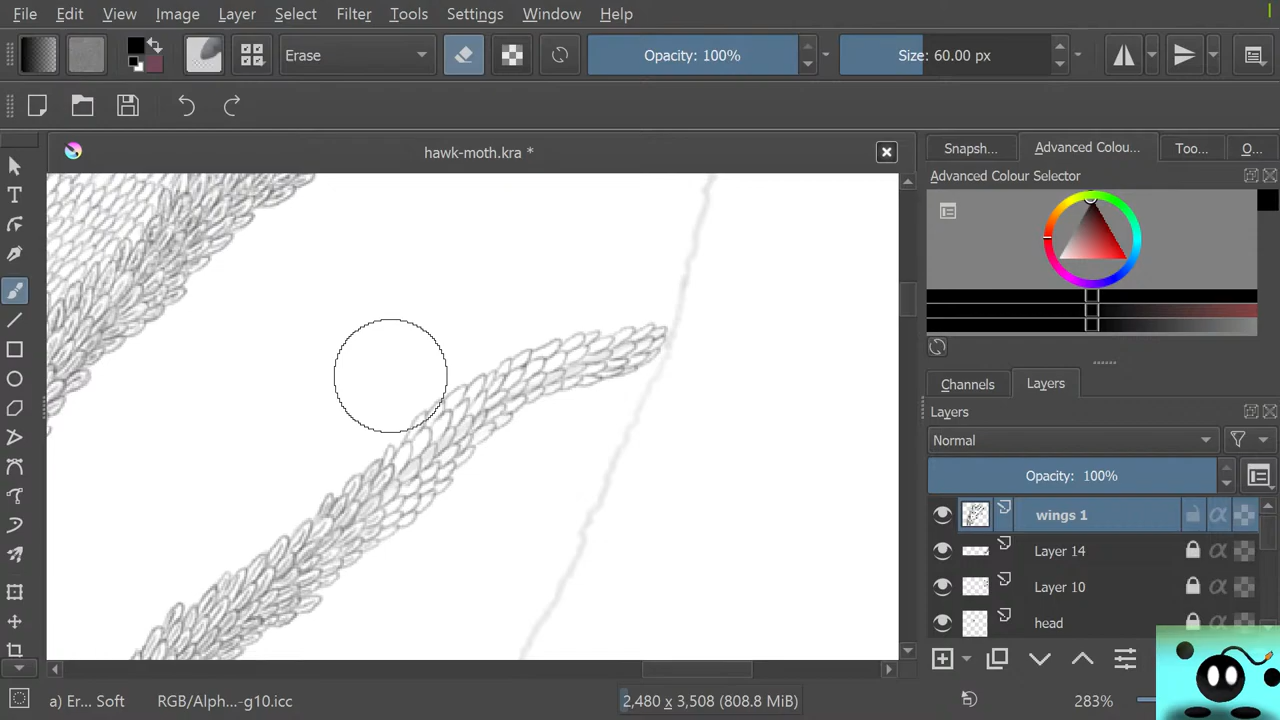 File Edit View Image Layer Select Filter Tools Settings Window Help
Erase Opacity: 100% Size: 60.00 px
hawk-moth.kra *
Snapsh... Advanced Colou... Too... O...
Advanced Colour Selector
Channels Layers
Layers
Normal
Opacity: 100%
wings 1
Layer 14
Layer 10
head
a) Er... Soft RGB/Alph...-g10.icc 2,480 x 3,508 (808.8 MiB) 283%